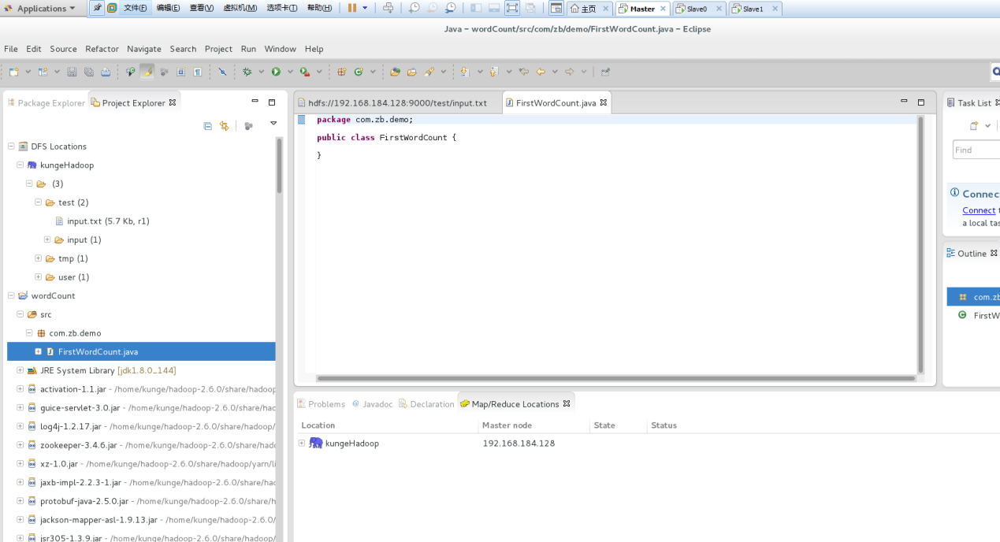 Applications 文件(F) 编辑(E) 查看(V) 虚拟机(M) 选项卡(T) 帮助(H) 主页 Master Slave0 Slave1
Java - wordCount/src/com/zb/demo/FirstWordCount.java - Eclipse
File Edit Source Refactor Navigate Search Project Run Window Help
Package Explorer Project Explorer
DFS Locations
kungeHadoop
(3)
test (2)
input.txt (5.7 Kb, r1)
input (1)
tmp (1)
user (1)
wordCount
src
com.zb.demo
FirstWordCount.java
JRE System Library [jdk1.8.0_144]
activation-1.1.jar - /home/kunge/hadoop-2.6.0/share/hadoop
guice-servlet-3.0.jar - /home/kunge/hadoop-2.6.0/share/hac
log4j-1.2.17.jar - /home/kunge/hadoop-2.6.0/share/hadoop/
zookeeper-3.4.6.jar - /home/kunge/hadoop-2.6.0/share/had
xz-1.0.jar - /home/kunge/hadoop-2.6.0/share/hadoop/yarn/li
jaxb-impl-2.2.3-1.jar - /home/kunge/hadoop-2.6.0/share/hac
protobuf-java-2.5.0.jar - /home/kunge/hadoop-2.6.0/share/h
jackson-mapper-asl-1.9.13.jar - /home/kunge/hadoop-2.6.0/
jsr305-1.3.9.jar - /home/kunge/hadoop-2.6.0/share/hadoop/
hdfs://192.168.184.128:9000/test/input.txt FirstWordCount.java
package com.zb.demo;
public class FirstWordCount {
}
Problems Javadoc Declaration Map/Reduce Locations
Location Master node State Status
kungeHadoop 192.168.184.128
Task List
Find
Connec
Connect t
a local tas
Outline
com.zb
FirstW